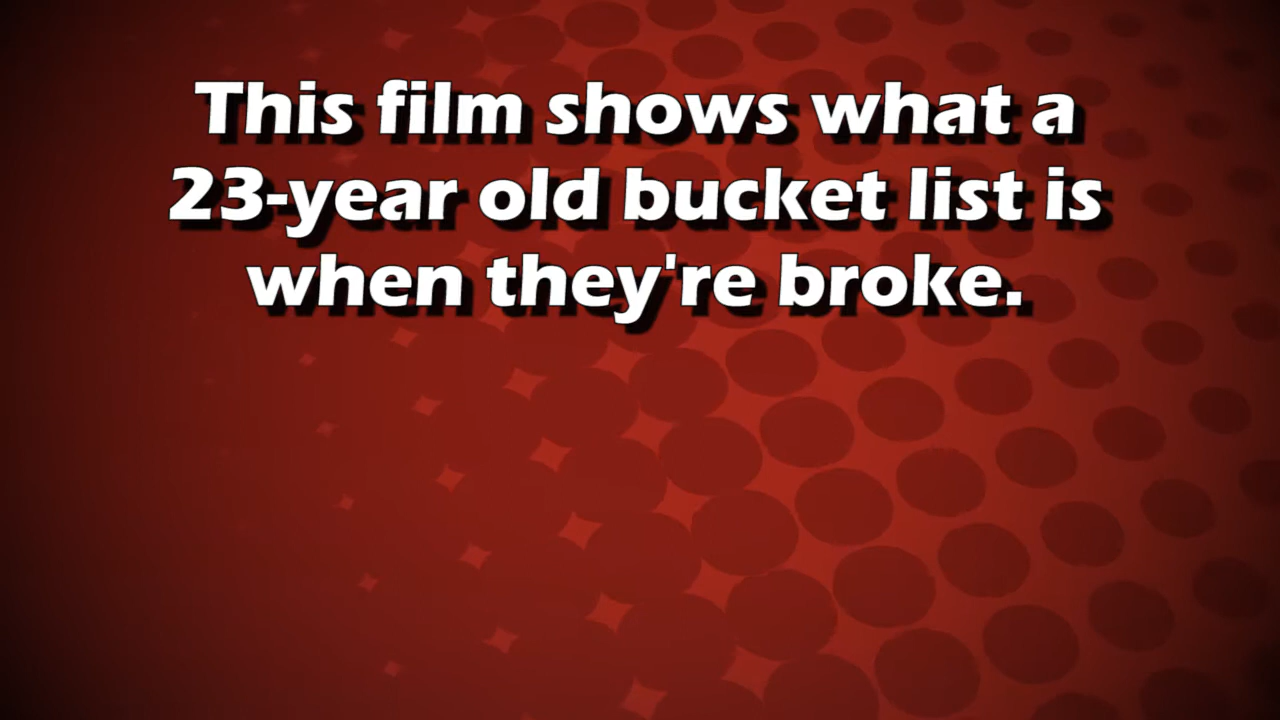 This film shows what a
23-year old bucket list is
when they're broke.